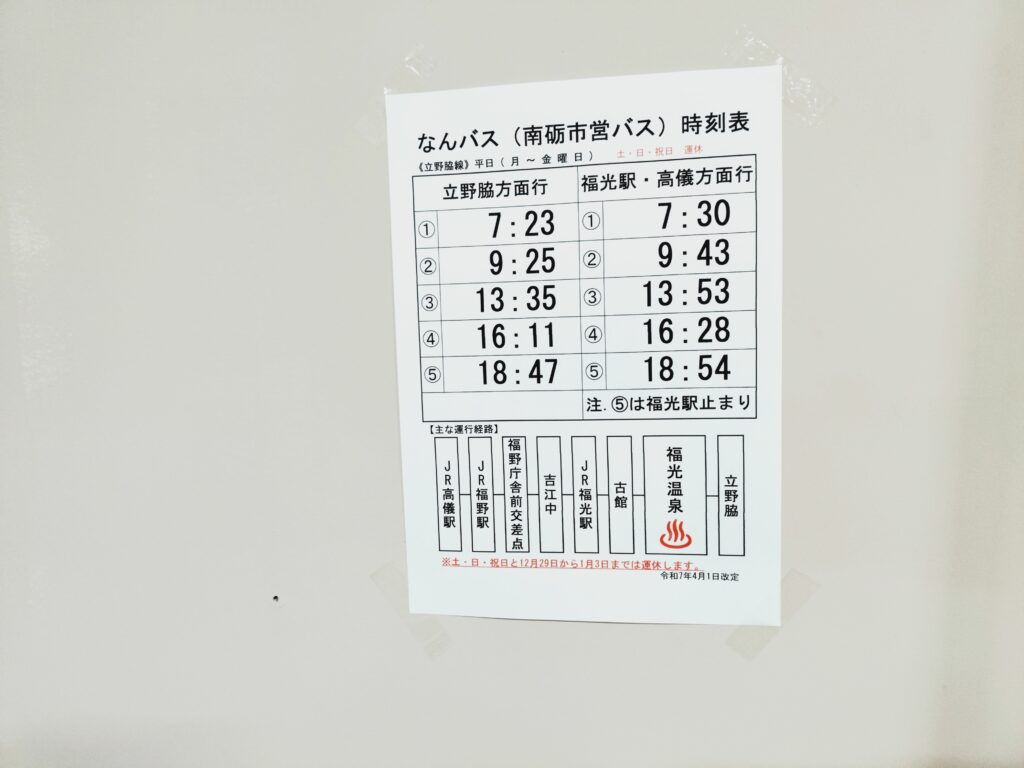 なんバス（南砺市営バス）時刻表
《立野脇線》平日（月～金曜日） 土・日・祝日 運休
立野脇方面行 福光駅・高儀方面行
① 7:23 ① 7:30
② 9:25 ② 9:43
③ 13:35 ③ 13:53
④ 16:11 ④ 16:28
⑤ 18:47 ⑤ 18:54
注.⑤は福光駅止まり
【主な運行経路】
JR高儀駅
JR福野駅
福野庁舎前交差点
吉江中
JR福光駅
古館
福光温泉
立野脇
※土・日・祝日と12月29日から1月3日までは運休します。
令和7年4月1日改定